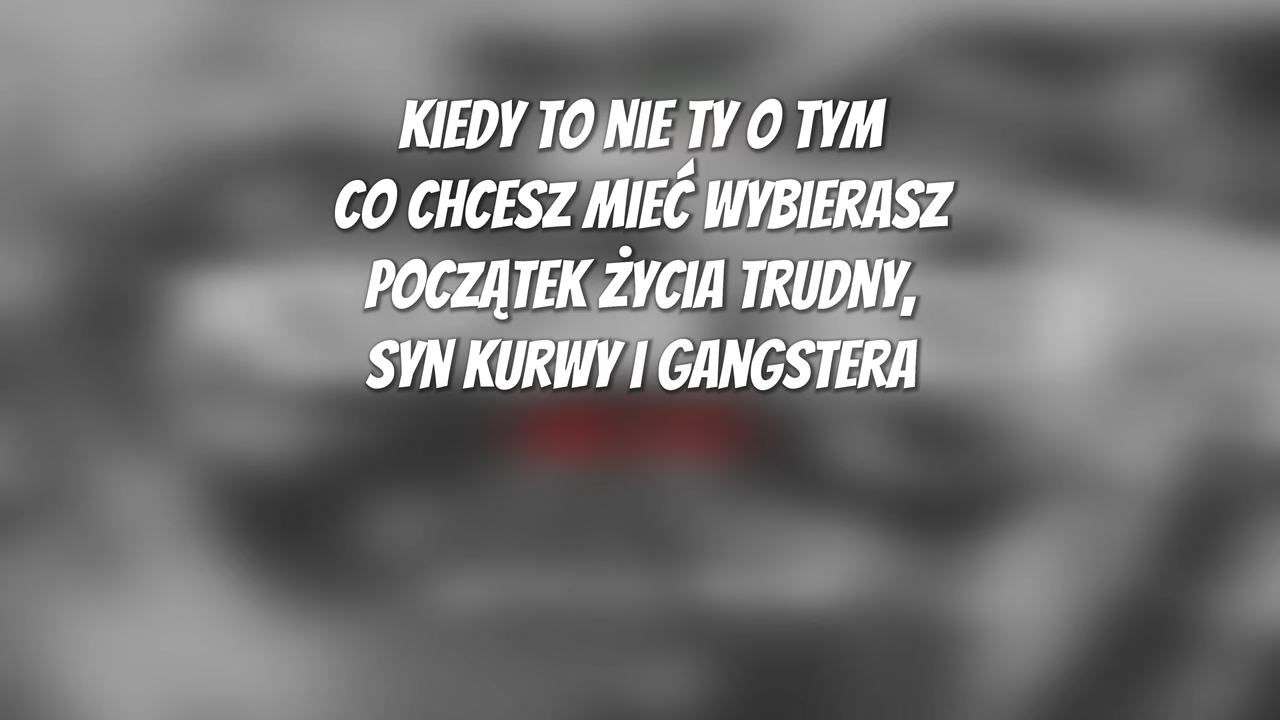 KIEDY TO NIE TY O TYM
CO CHCESZ MIEĆ WYBIERASZ
POCZĄTEK ŻYCIA TRUDNY,
SYN KURWY I GANGSTERA